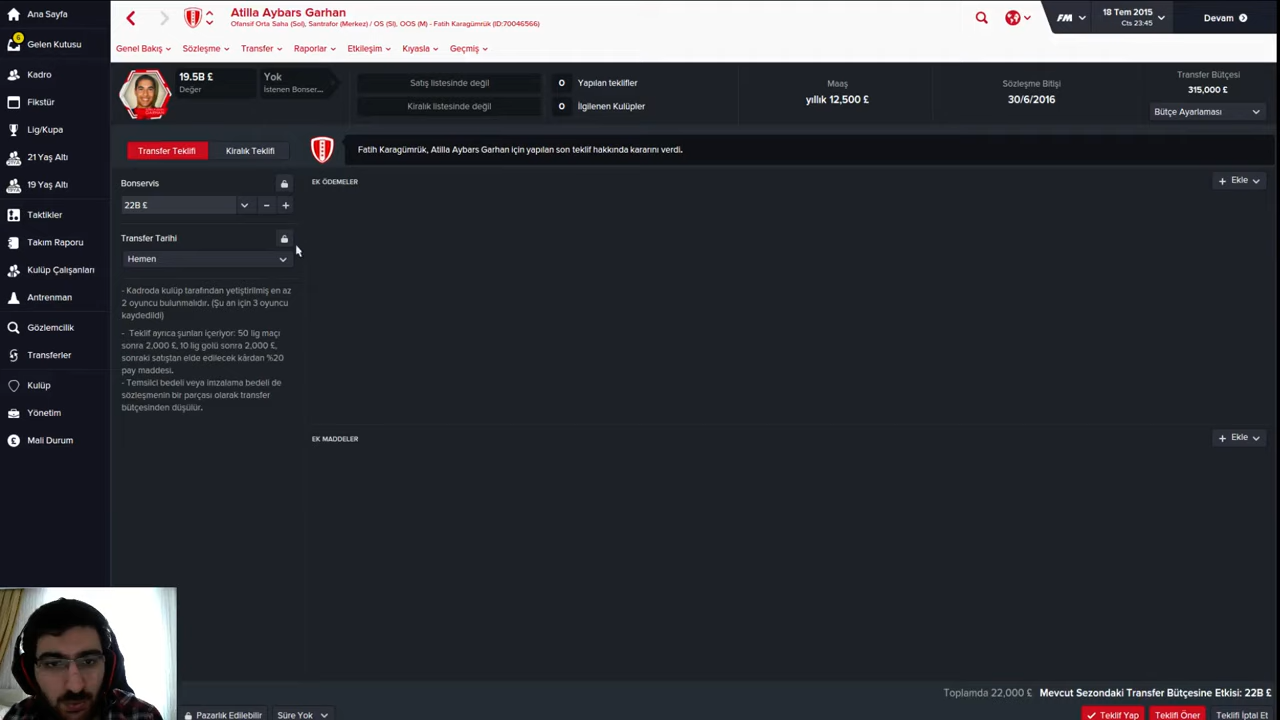 Ana Sayfa
6
Gelen Kutusu
Kadro
Fikstür
Lig/Kupa
21 Yaş Altı
19 Yaş Altı
Taktikler
Takım Raporu
Kulüp Çalışanları
Antrenman
Gözlemcilik
Transferler
Kulüp
Yönetim
Mali Durum
Atilla Aybars Garhan
Ofansif Orta Saha (Sol), Santrafor (Merkez) / OS (Sl), OOS (M) - Fatih Karagümrük (ID:70046566)
FM
18 Tem 2015
Cts 23:45
Devam
Genel Bakış
Sözleşme
Transfer
Raporlar
Etkileşim
Kıyasla
Geçmiş
19.5B £
Değer
Yok
İstenen Bonser...
Satış listesinde değil
Kiralık listesinde değil
0 Yapılan teklifler
0 İlgilenen Kulüpler
Maaş
yıllık 12,500 £
Sözleşme Bitişi
30/6/2016
Transfer Bütçesi
315,000 £
Bütçe Ayarlaması
Transfer Teklifi
Kiralık Teklifi
Fatih Karagümrük, Atilla Aybars Garhan için yapılan son teklif hakkında kararını verdi.
Bonservis
22B £
Transfer Tarihi
Hemen
- Kadroda kulüp tarafından yetiştirilmiş en az
2 oyuncu bulunmalıdır. (Şu an için 3 oyuncu
kaydedildi)
- Teklif ayrıca şunları içeriyor: 50 lig maçı
sonra 2,000 £, 10 lig golü sonra 2,000 £,
sonraki satıştan elde edilecek kârdan %20
pay maddesi.
- Temsilci bedeli veya imzalama bedeli de
sözleşmenin bir parçası olarak transfer
bütçesinden düşülür.
EK ÖDEMELER
+ Ekle
EK MADDELER
+ Ekle
Toplamda 22,000 £ Mevcut Sezondaki Transfer Bütçesine Etkisi: 22B £
Pazarlık Edilebilir
Süre Yok
Teklif Yap
Teklifi Öner
Teklifi İptal Et